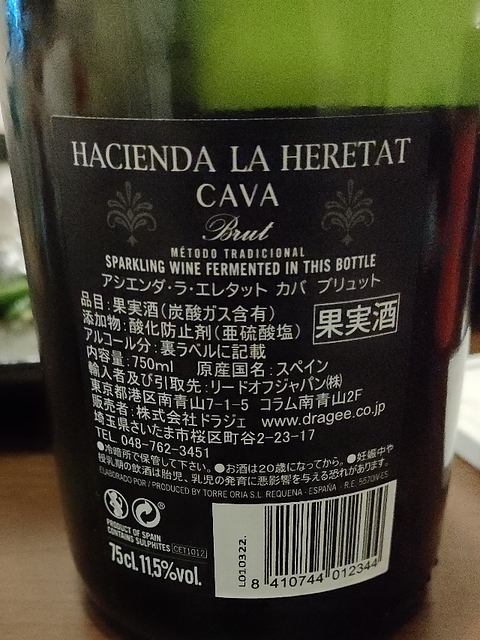 HACIENDA LA HERETAT
CAVA
Brut
MÉTODO TRADICIONAL
SPARKLING WINE FERMENTED IN THIS BOTTLE
アシエンダ・ラ・エレタット カバ ブリュット
品目:果実酒(炭酸ガス含有)
添加物:酸化防止剤(亜硫酸塩)
果実酒
アルコール分:裏ラベルに記載
内容量:750ml 原産国名:スペイン
輸入者及び引取先:リードオフジャパン㈱
東京都港区南青山7-1-5 コラム南青山2F
販売者:株式会社ドラジェ www.dragee.co.jp
埼玉県さいたま市桜区町谷2-23-17
TEL 048-762-3451
●冷暗所で保管して下さい。●お酒は20歳になってから。●妊娠中や
授乳期の飲酒は胎児、乳児の発育に悪影響を与える恐れがあります。
ELABORADO POR / PRODUCED BY TORRE ORIA S.L REQUENA - ESPAÑA - R.E. 5570/V-ES
PRODUCT OF SPAIN
CONTAINS SULPHITES CET1012
75cl. 11,5%vol.
L010322.
8 410744 012344